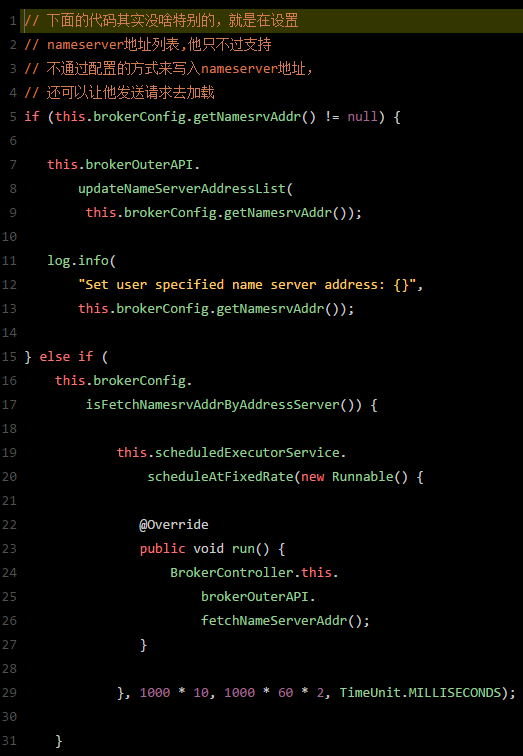 1 // 下面的代码其实没啥特别的，就是在设置
2 // nameserver地址列表,他只不过支持
3 // 不通过配置的方式来写入nameserver地址，
4 // 还可以让他发送请求去加载
5 if (this.brokerConfig.getNamesrvAddr() != null) {
6
7 this.brokerOuterAPI.
8 updateNameServerAddressList(
9 this.brokerConfig.getNamesrvAddr());
10
11 log.info(
12 "Set user specified name server address: {}",
13 this.brokerConfig.getNamesrvAddr());
14
15 } else if (
16 this.brokerConfig.
17 isFetchNamesrvAddrByAddressServer()) {
18
19 this.scheduledExecutorService.
20 scheduleAtFixedRate(new Runnable() {
21
22 @Override
23 public void run() {
24 BrokerController.this.
25 brokerOuterAPI.
26 fetchNameServerAddr();
27 }
28
29 }, 1000 * 10, 1000 * 60 * 2, TimeUnit.MILLISECONDS);
30
31 }